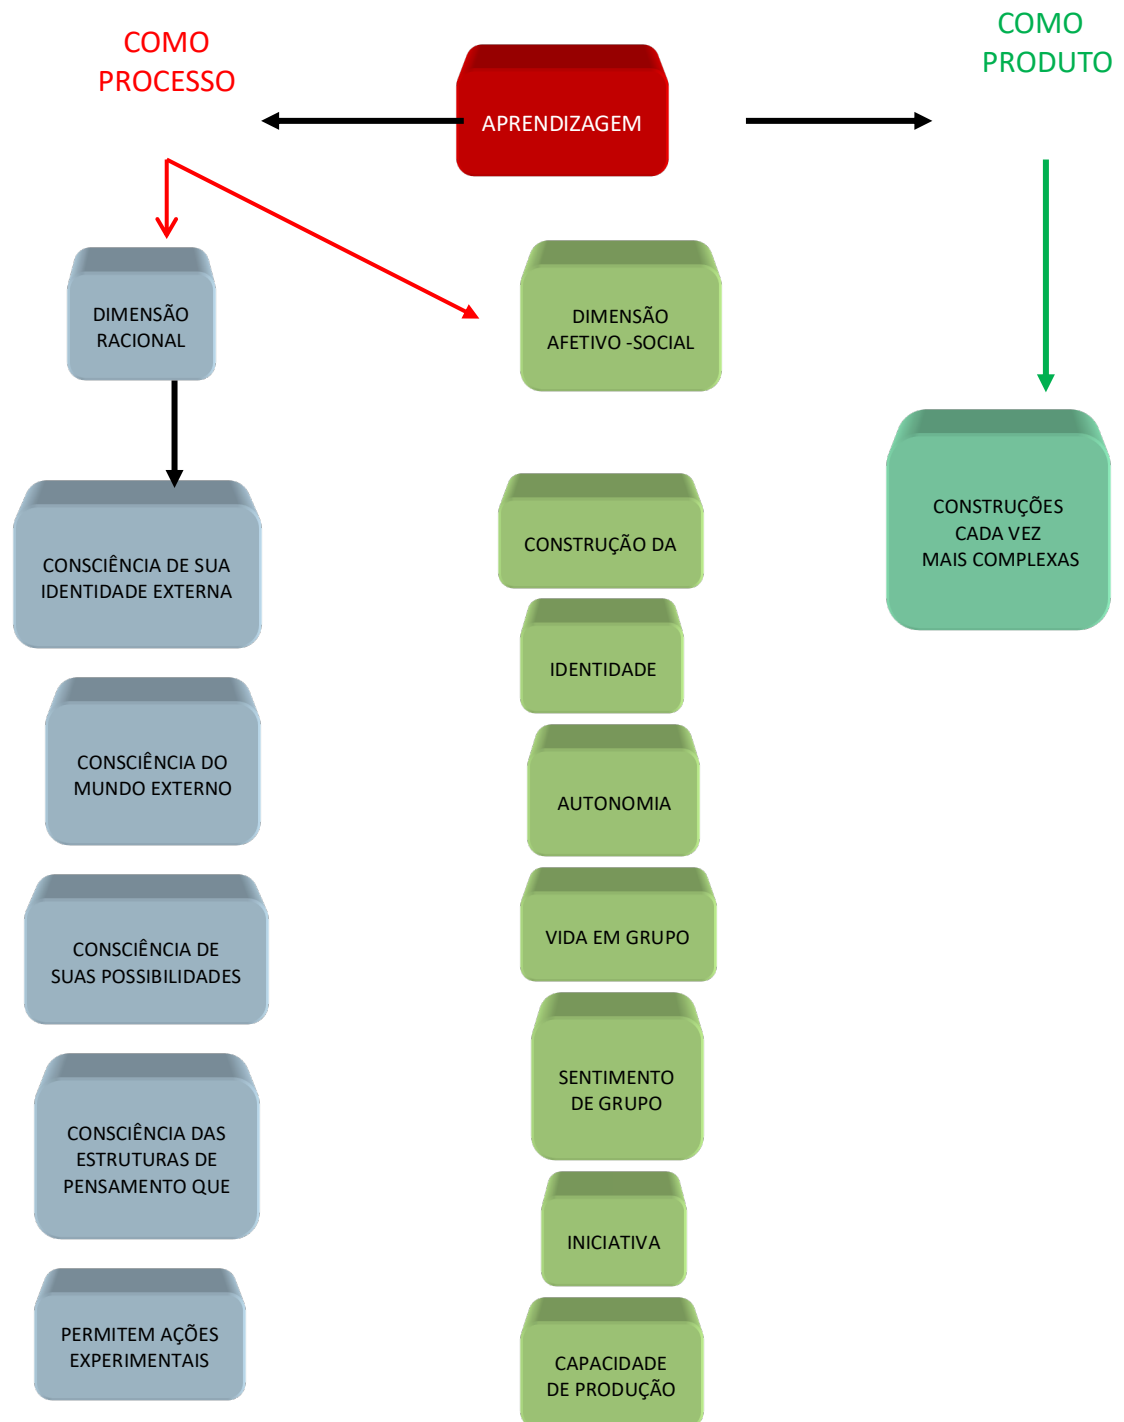 COMO
PROCESSO
APRENDIZAGEM
COMO
PRODUTO
DIMENSÃO
RACIONAL
DIMENSÃO
AFETIVO -SOCIAL
CONSCIÊNCIA DE SUA
IDENTIDADE EXTERNA
CONSCIÊNCIA DO
MUNDO EXTERNO
CONSCIÊNCIA DE
SUAS POSSIBILIDADES
CONSCIÊNCIA DAS
ESTRUTURAS DE
PENSAMENTO QUE
PERMITEM AÇÕES
EXPERIMENTAIS
CONSTRUÇÃO DA
IDENTIDADE
AUTONOMIA
VIDA EM GRUPO
SENTIMENTO
DE GRUPO
INICIATIVA
CAPACIDADE
DE PRODUÇÃO
CONSTRUÇÕES
CADA VEZ
MAIS COMPLEXAS